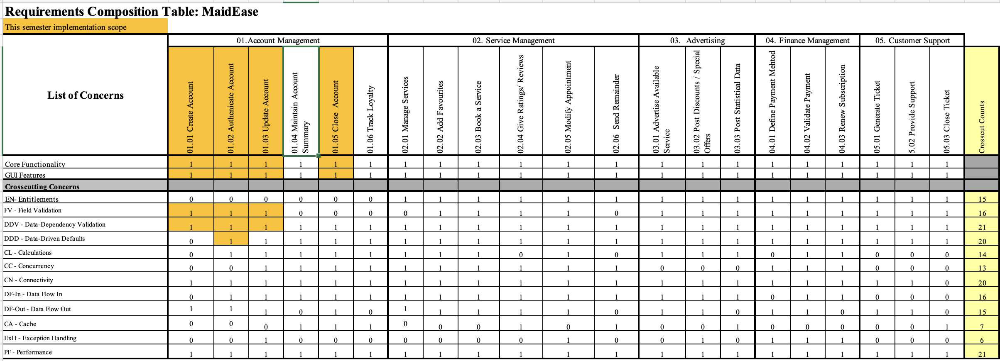 Requirements Composition Table: MaidEase
This semester implementation scope
01.Account Management 02. Service Management 03. Advertising 04. Finance Management 05. Customer Support
List of Concerns
01.01 Create Account
01.02 Authenicate Account
01.03 Update Account
01.04 Maintain Account
Summary
01.05 Close Account
01.06 Track Loyalty
02.01 Manage Services
02.02 Add Favourites
02.03 Book a Service
02.04 Give Ratings/ Reviews
02.05 Modify Appointment
02.06 Send Remainder
03.01 Advertise Available
Service
03.02 Post Discounts / Special
Offers
03.03 Post Statistical Data
04.01 Define Payment Mehtod
04.02 Validate Payment
04.03 Renew Subscription
05.01 Generate Ticket
5.02 Provide Support
05.03 Close Ticket
Crosscut Counts
Core Functionality 1 1 1 1 1 1 1 1 1 1 1 1 1 1 1 1 1 1 1 1 1
GUI Features 1 1 1 1 1 1 1 1 1 1 1 1 1 1 1 1 1 1 1 1 1
Crosscutting Concerns
EN- Entitlements 0 0 0 0 0 0 1 1 1 1 1 1 1 1 1 1 1 1 1 1 1 15
FV - Field Validation 1 1 1 0 0 0 0 1 1 1 1 0 1 1 1 1 1 1 1 1 1 16
DDV - Data-Dependency Validation 1 1 1 1 1 1 1 1 1 1 1 1 1 1 1 1 1 1 1 1 1 21
DDD - Data-Driven Defaults 0 1 1 1 1 1 1 1 1 1 1 1 1 1 1 1 1 1 1 1 1 20
CL - Calculations 0 1 1 1 1 1 1 1 1 0 1 0 1 1 1 0 1 1 0 0 0 14
CC - Concurrency 0 0 1 1 1 1 1 1 1 1 1 1 0 0 0 1 1 1 0 0 0 13
CN - Connectivity 1 1 1 1 1 1 1 1 1 1 1 1 1 1 1 1 1 1 1 1 0 20
DF-In - Data Flow In 0 1 1 1 1 1 1 1 1 1 1 1 1 1 1 0 1 1 0 0 0 16
DF-Out - Data Flow Out 1 1 1 0 1 0 1 1 1 1 1 0 1 1 0 1 1 0 1 1 0 15
CA - Cache 0 0 0 1 1 1 0 0 0 1 0 1 0 0 1 0 0 0 0 0 1 7
ExH - Exception Handling 0 0 1 0 0 0 0 0 0 0 1 0 0 1 0 1 1 1 0 0 0 6
PF - Performance 1 1 1 1 1 1 1 1 1 1 1 1 1 1 1 1 1 1 1 1 1 21